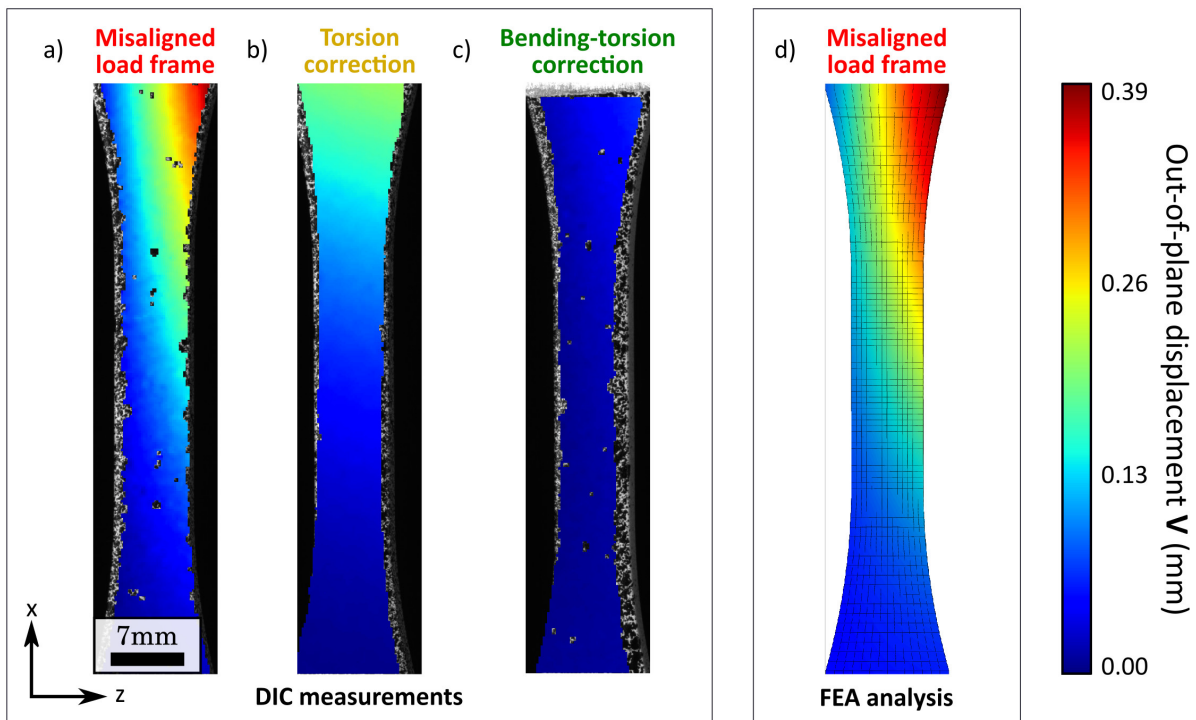 a)
Misaligned
load frame
b)
Torsion
correction
c)
Bending-torsion
correction
d)
Misaligned
load frame
0.39
0.26
0.13
0.00
Out-of-plane displacement V (mm)
x
z
7mm
DIC measurements
FEA analysis